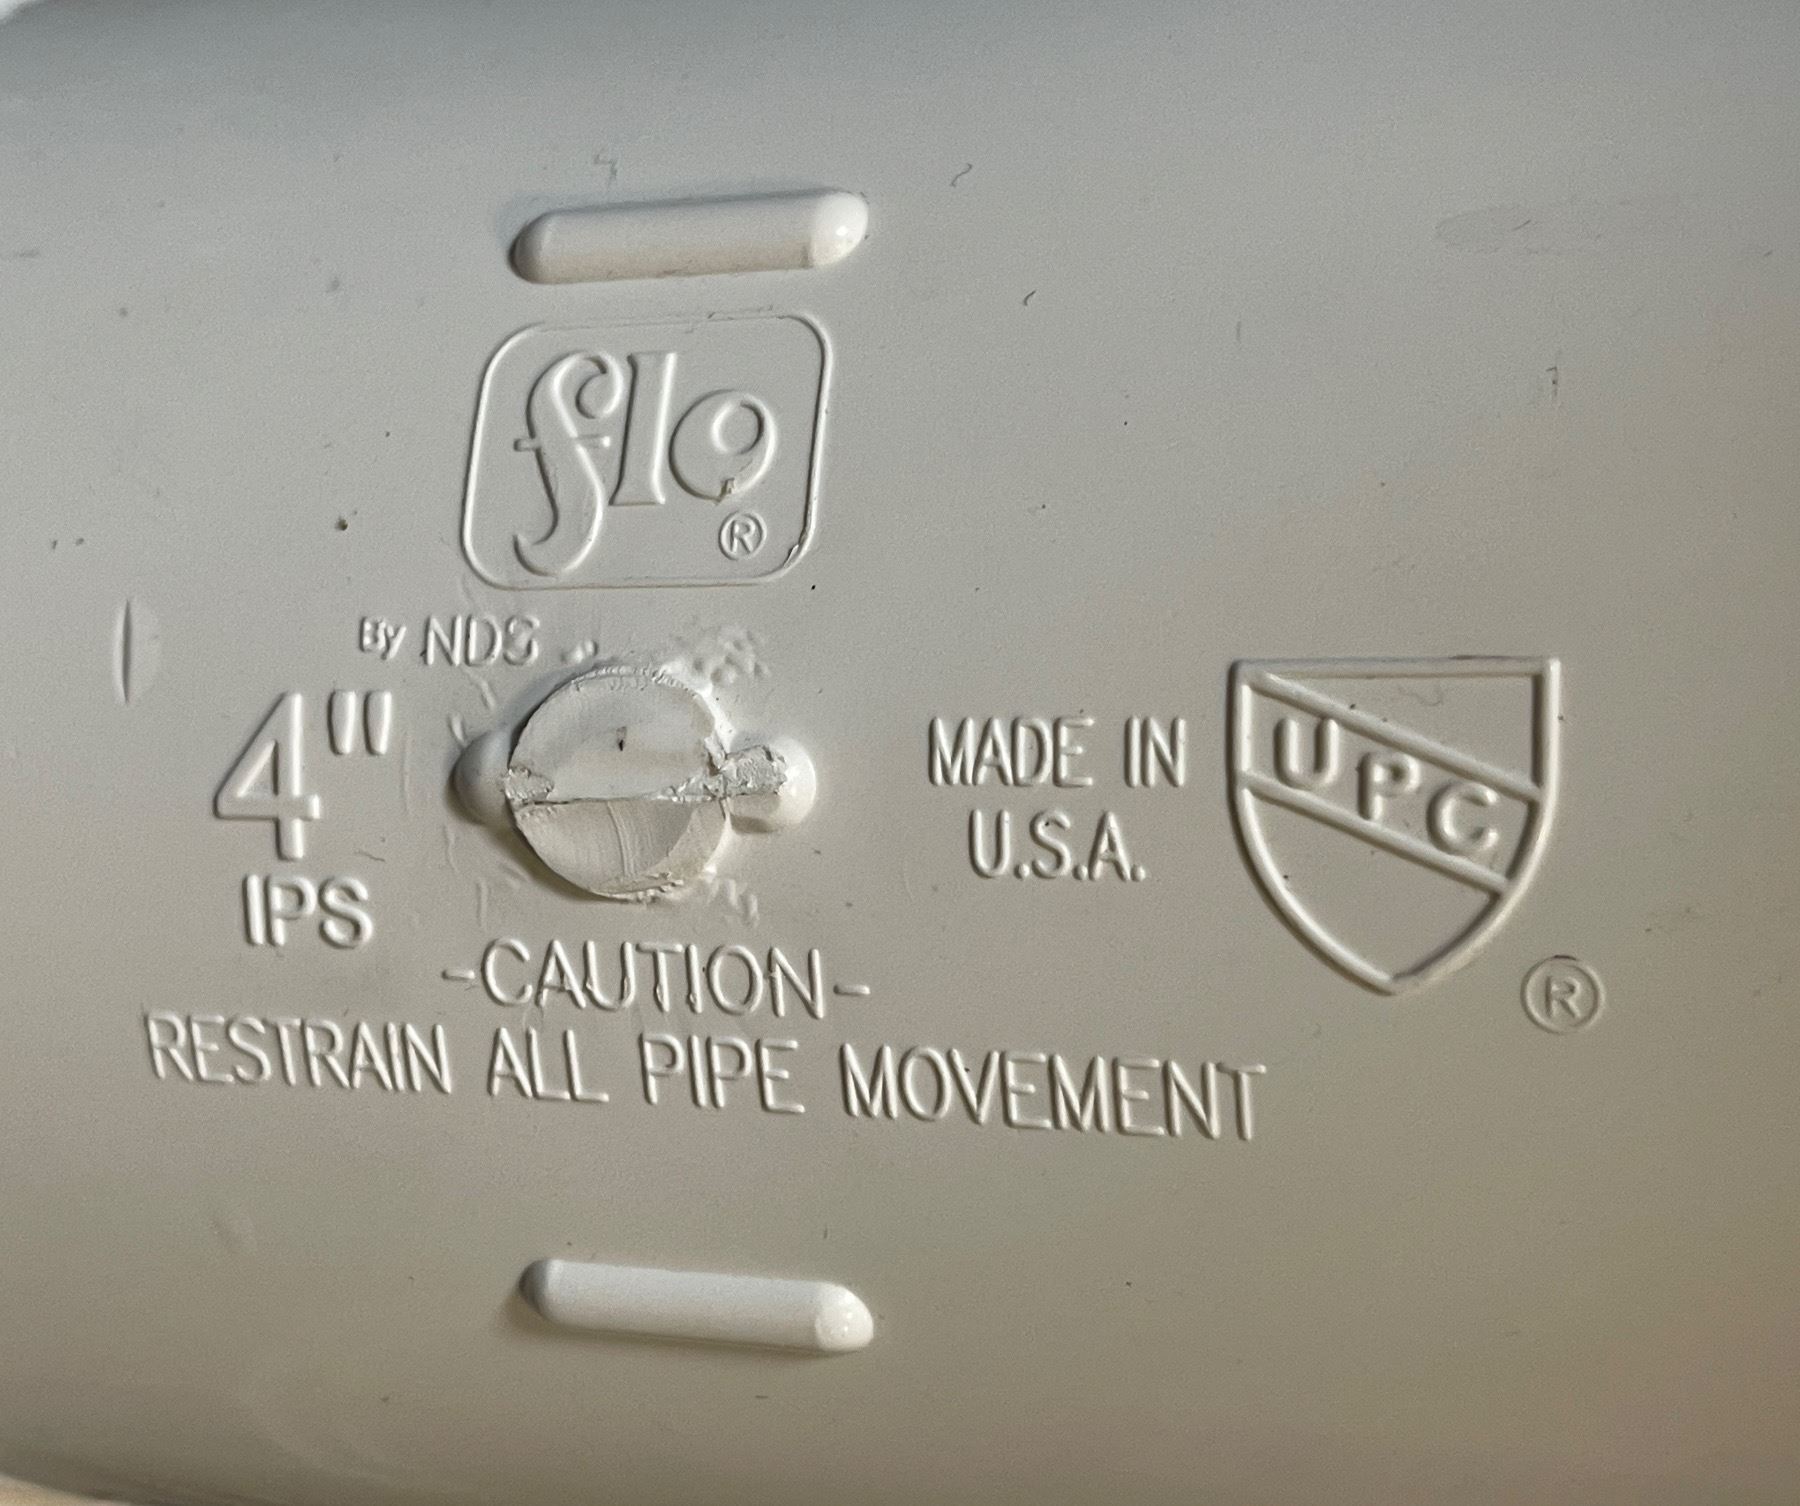 flo
®
By NDS
4"
IPS
MADE IN
U.S.A.
UPC
®
-CAUTION-
RESTRAIN ALL PIPE MOVEMENT